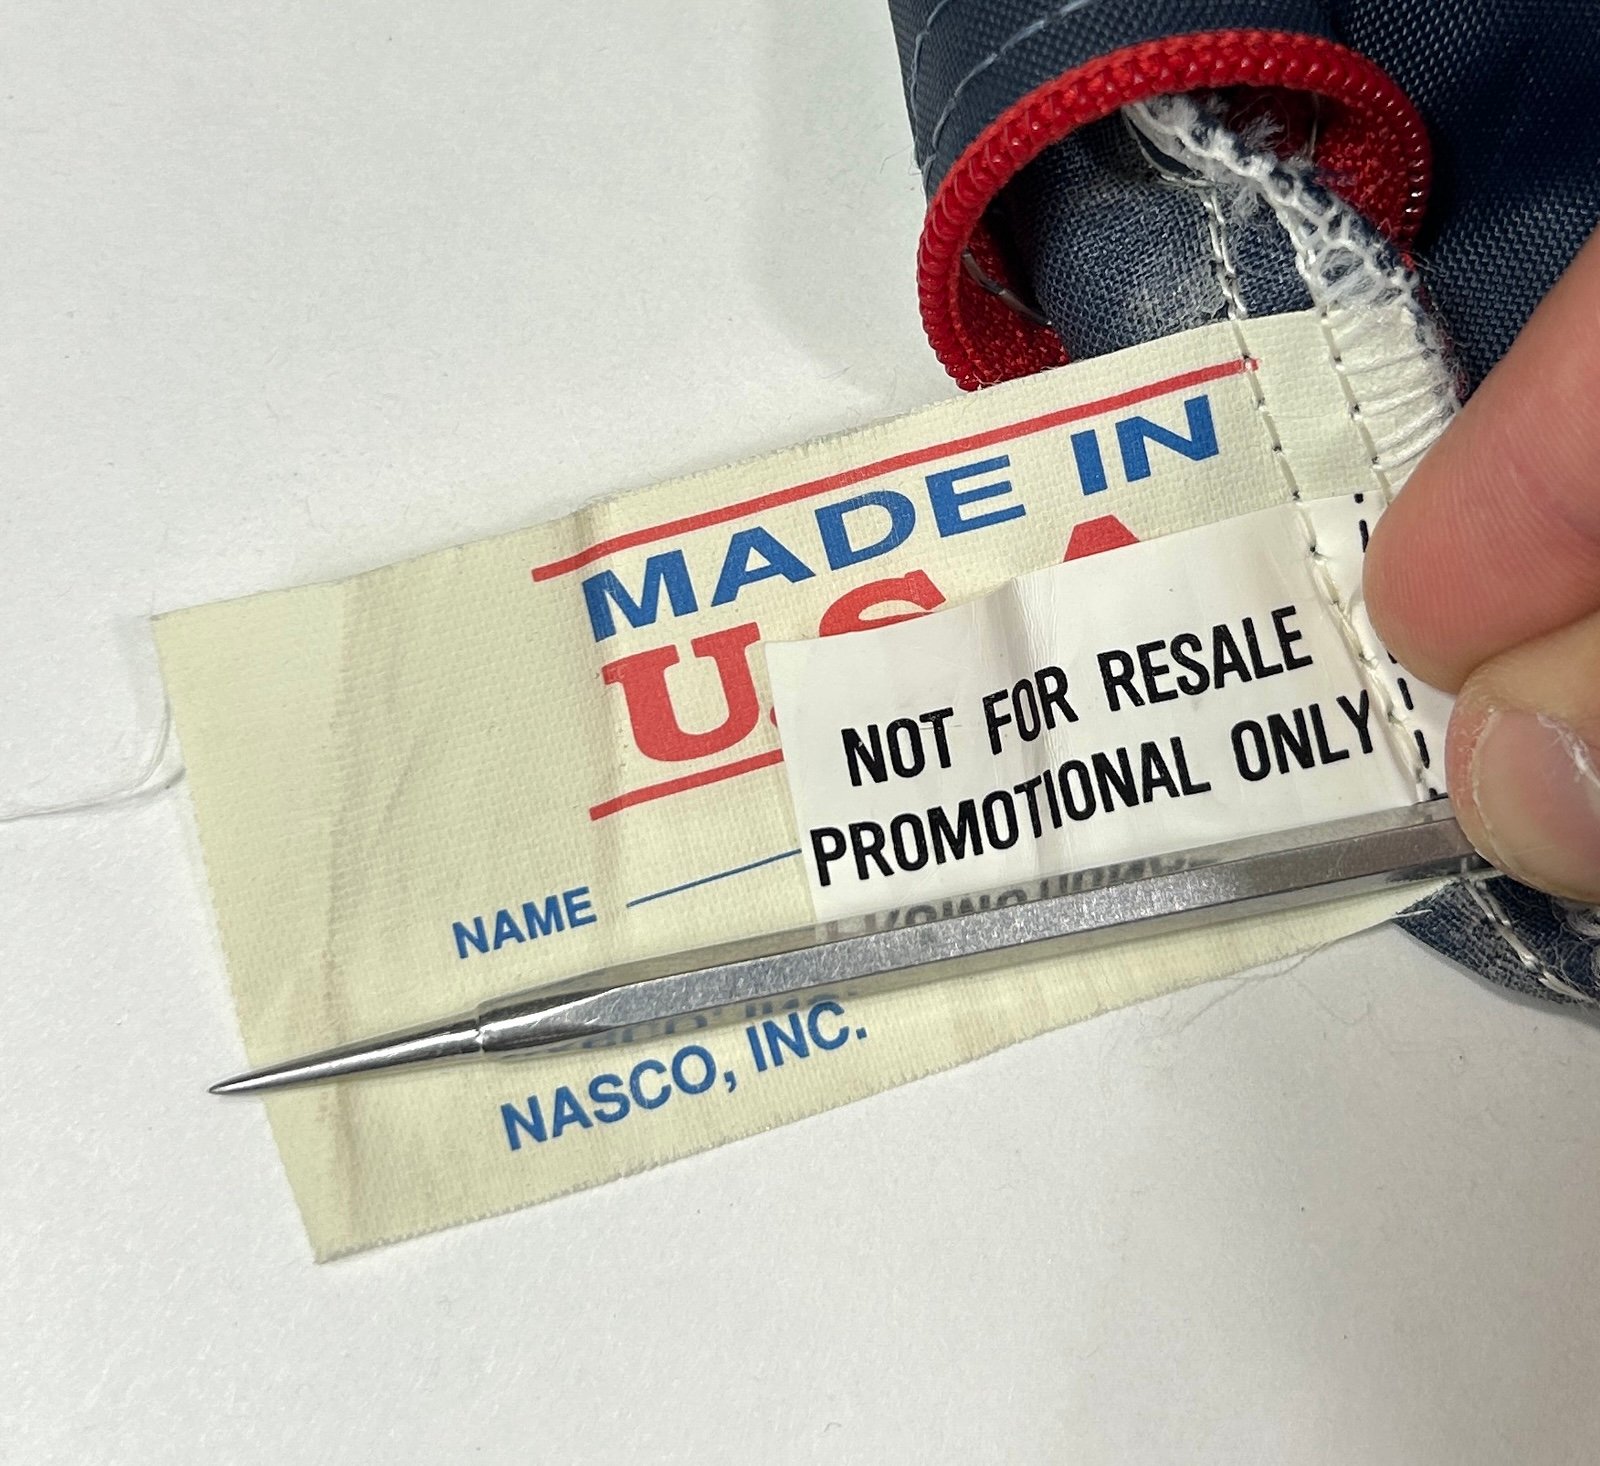 MADE IN
U.S.A
NOT FOR RESALE
PROMOTIONAL ONLY
NAME
NASCO, INC.